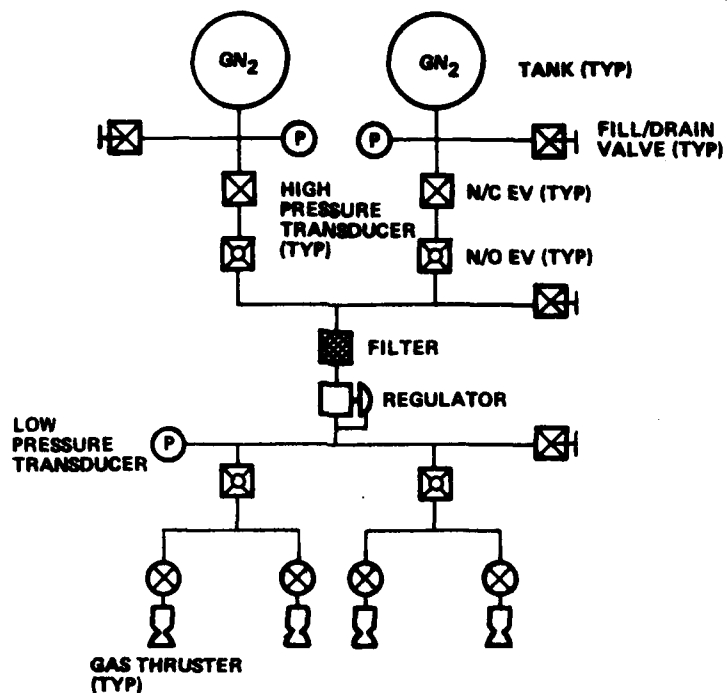 GN2
GN2
TANK (TYP)
P
P
FILL/DRAIN
VALVE (TYP)
HIGH
PRESSURE
TRANSDUCER
(TYP)
N/C EV (TYP)
N/O EV (TYP)
FILTER
REGULATOR
LOW
PRESSURE
TRANSDUCER
P
GAS THRUSTER
(TYP)